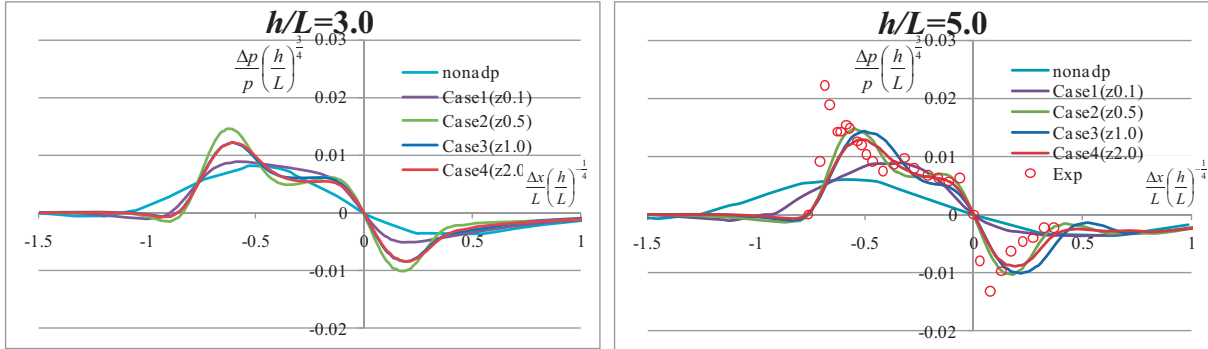 h/L=3.0
0.03
Δp/p (h/L)^3/4
nonadp
Case1(z0.1)
Case2(z0.5)
Case3(z1.0)
Case4(z2.0
0.02
0.01
0
-0.01
-0.02
-1.5 -1 -0.5 0 0.5 1
Δx/L (h/L)^-1/4
h/L=5.0
0.03
Δp/p (h/L)^3/4
nonadp
Case1(z0.1)
Case2(z0.5)
Case3(z1.0)
Case4(z2.0)
Exp
0.02
0.01
0
-0.01
-0.02
-1.5 -1 -0.5 0 0.5 1
Δx/L (h/L)^-1/4